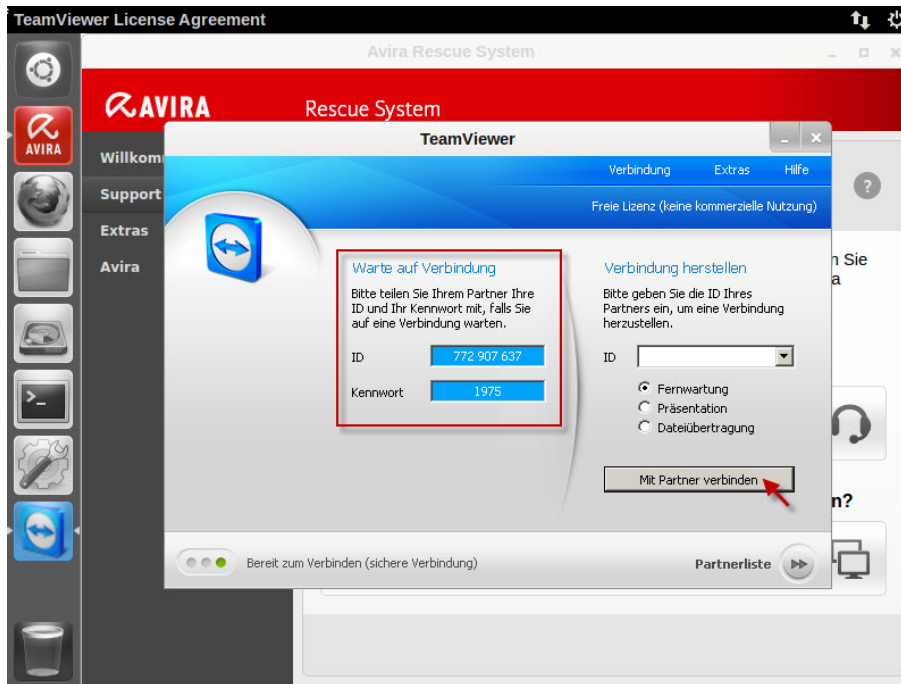 TeamViewer License Agreement
Avira Rescue System
AVIRA
Rescue System
AVIRA
Willkom
Support
Extras
Avira
n Sie
a
n?
TeamViewer
Verbindung Extras Hilfe
Freie Lizenz (keine kommerzielle Nutzung)
Warte auf Verbindung
Bitte teilen Sie Ihrem Partner Ihre
ID und Ihr Kennwort mit, falls Sie
auf eine Verbindung warten.
ID 772 907 637
Kennwort 1975
Verbindung herstellen
Bitte geben Sie die ID Ihres
Partners ein, um eine Verbindung
herzustellen.
ID
Fernwartung
Präsentation
Dateiübertragung
Mit Partner verbinden
Bereit zum Verbinden (sichere Verbindung)
Partnerliste